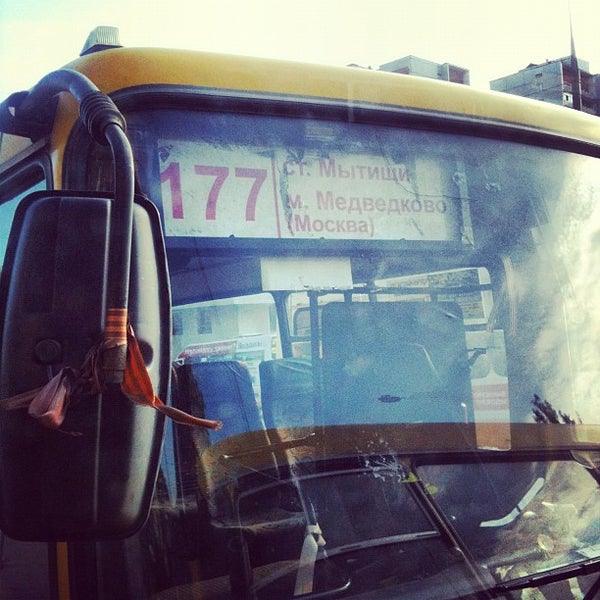 177
ст. Мытищи
м. Медведково
(Москва)